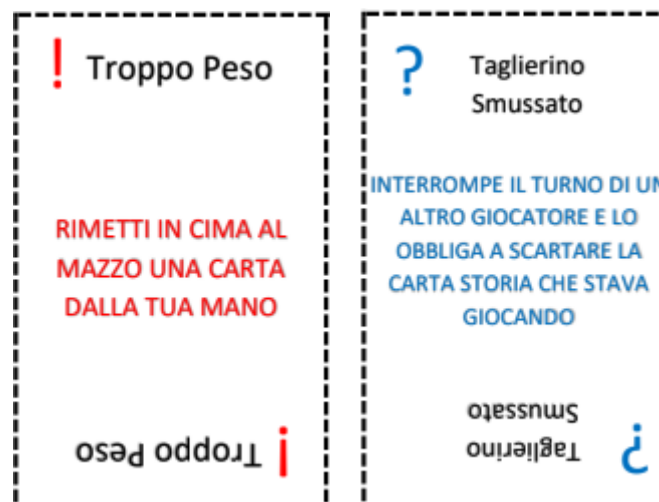 ! Troppo Peso
RIMETTI IN CIMA AL
MAZZO UNA CARTA
DALLA TUA MANO
! Troppo Peso
? Taglierino
Smussato
INTERROMPE IL TURNO DI UN
ALTRO GIOCATORE E LO
OBBLIGA A SCARTARE LA
CARTA STORIA CHE STAVA
GIOCANDO
? Taglierino
Smussato